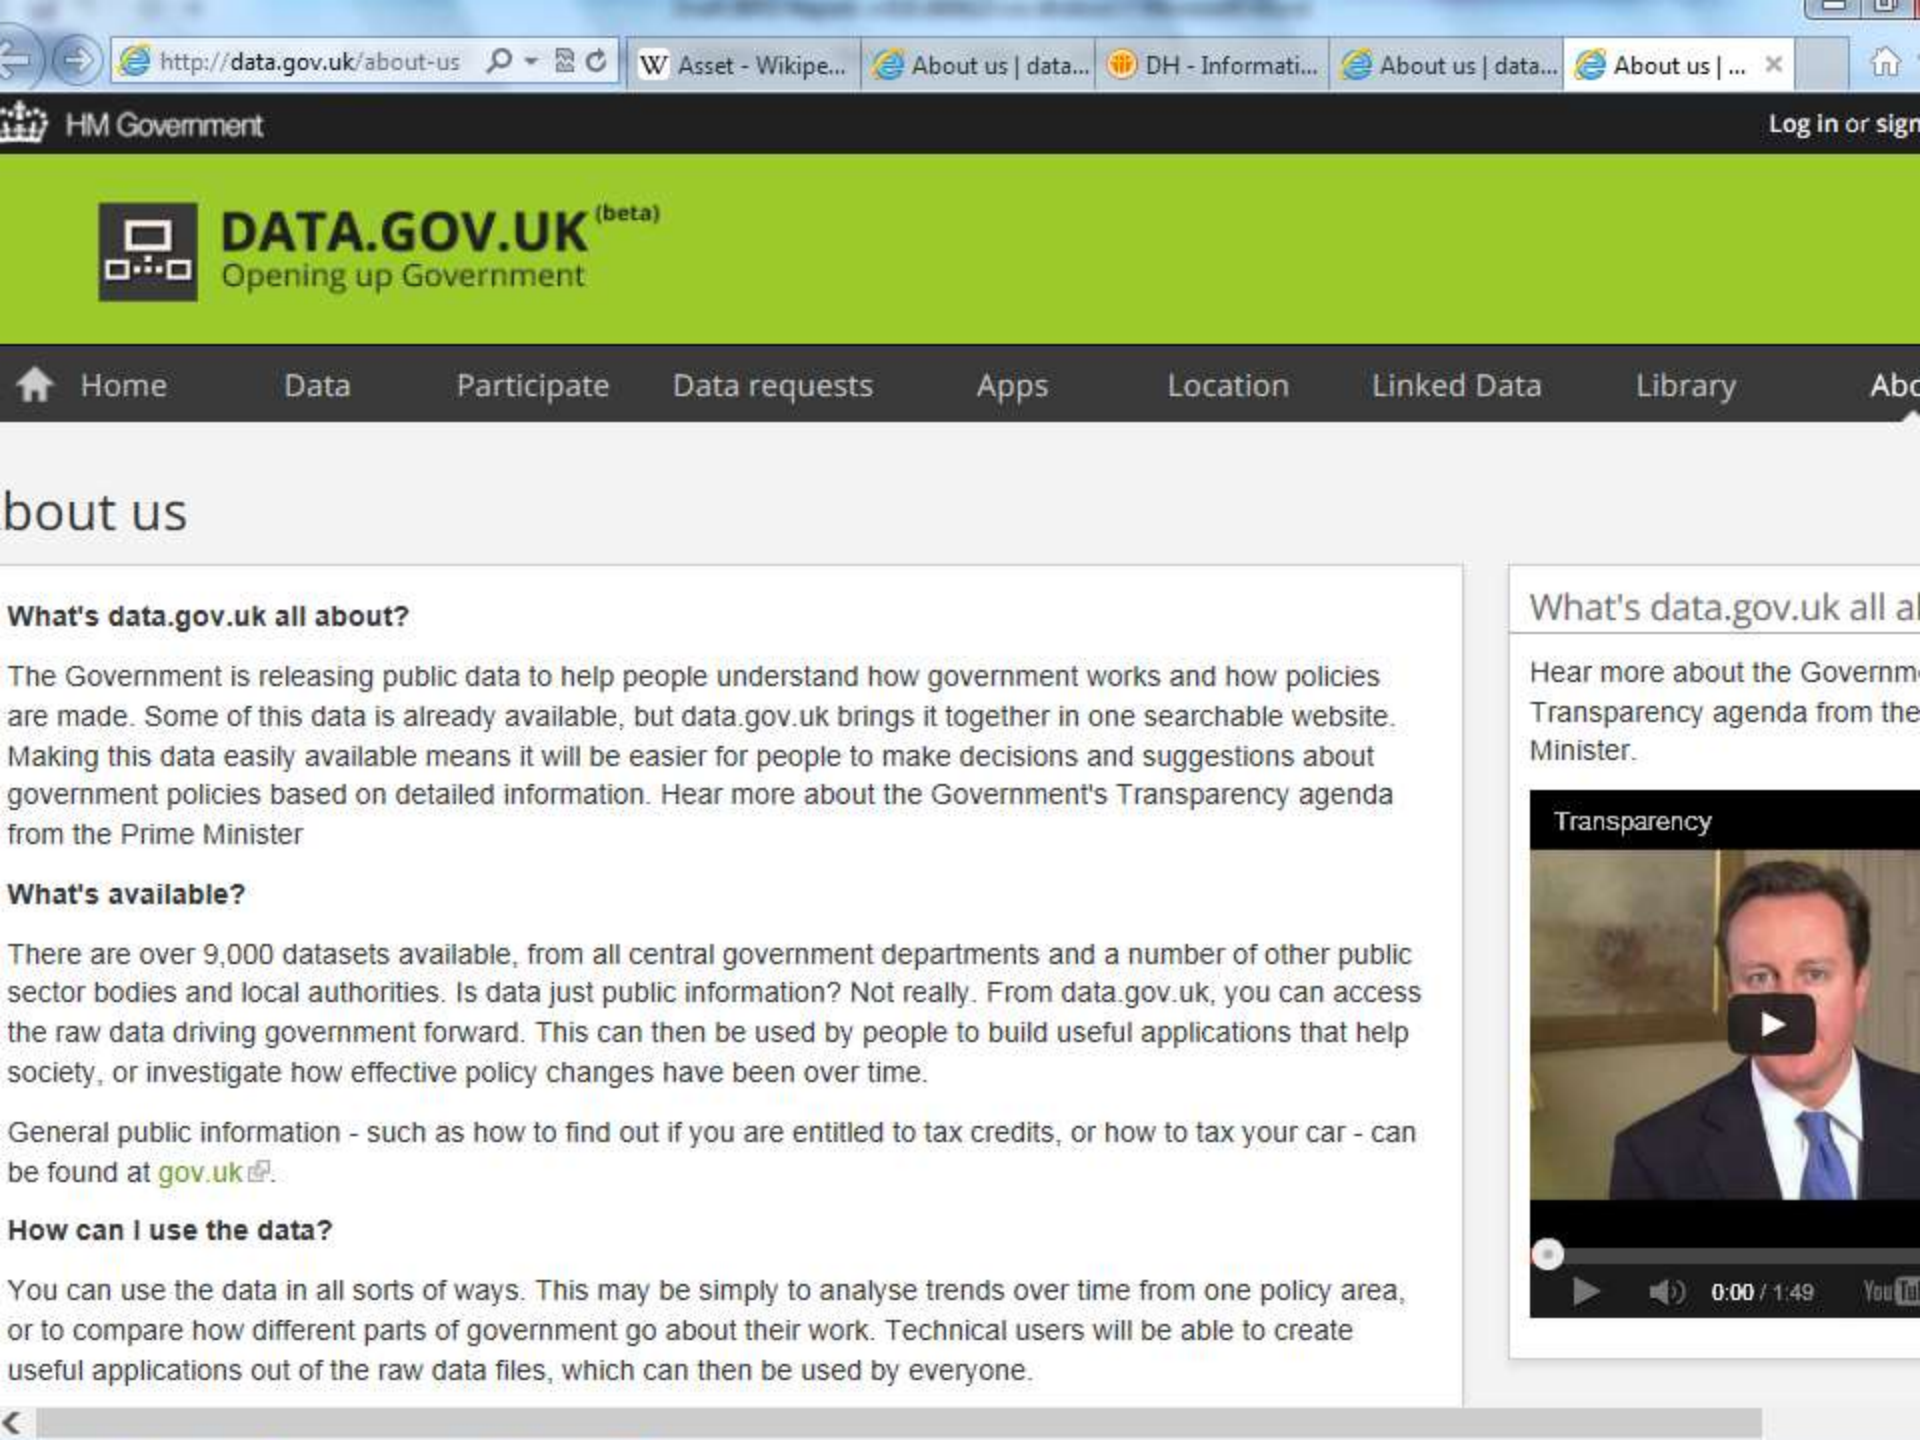 http://data.gov.uk/about-us
W Asset - Wikipe...
About us | data...
DH - Informati...
About us | data...
About us | ...
HM Government
Log in or sign
DATA.GOV.UK (beta)
Opening up Government
Home
Data
Participate
Data requests
Apps
Location
Linked Data
Library
Abo
bout us
What's data.gov.uk all about?
The Government is releasing public data to help people understand how government works and how policies
are made. Some of this data is already available, but data.gov.uk brings it together in one searchable website.
Making this data easily available means it will be easier for people to make decisions and suggestions about
government policies based on detailed information. Hear more about the Government's Transparency agenda
from the Prime Minister
What's available?
There are over 9,000 datasets available, from all central government departments and a number of other public
sector bodies and local authorities. Is data just public information? Not really. From data.gov.uk, you can access
the raw data driving government forward. This can then be used by people to build useful applications that help
society, or investigate how effective policy changes have been over time.
General public information - such as how to find out if you are entitled to tax credits, or how to tax your car - can
be found at gov.uk.
How can I use the data?
You can use the data in all sorts of ways. This may be simply to analyse trends over time from one policy area,
or to compare how different parts of government go about their work. Technical users will be able to create
useful applications out of the raw data files, which can then be used by everyone.
What's data.gov.uk all a
Hear more about the Governm
Transparency agenda from the
Minister.
Transparency
0:00 / 1:49
YouTu